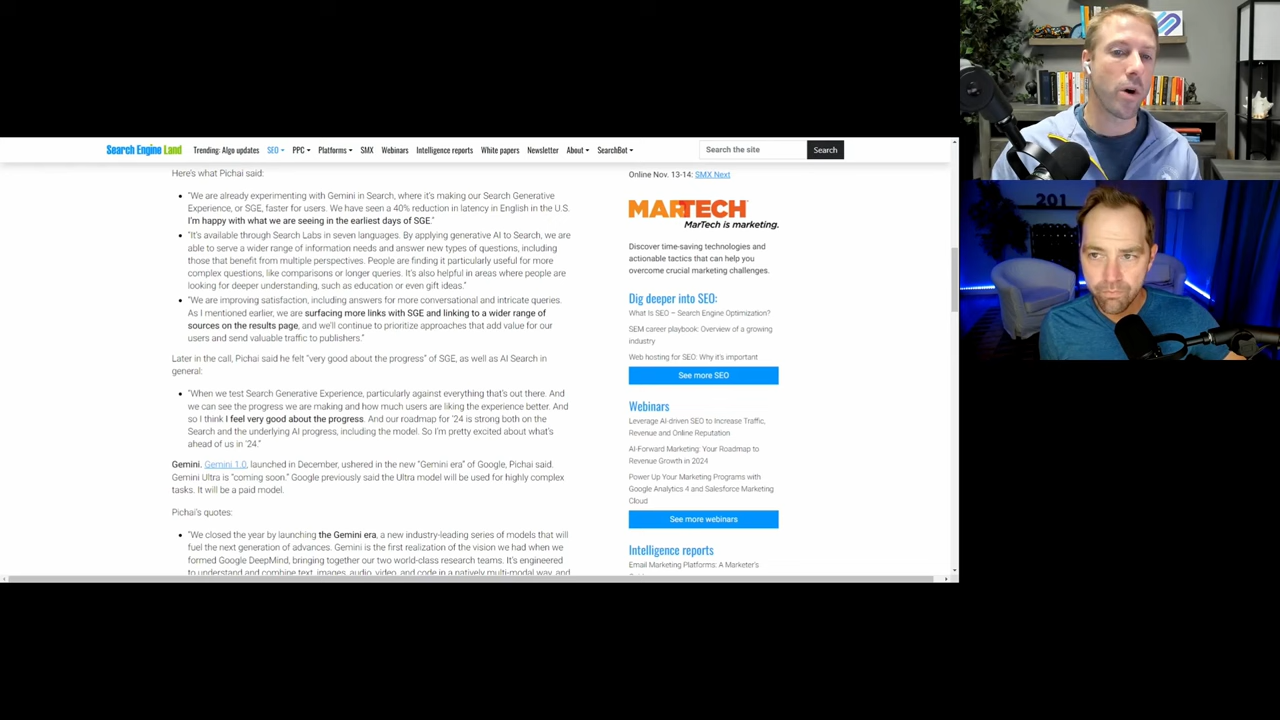 Search Engine Land
Trending: Algo updates SEO PPC Platforms SMX Webinars Intelligence reports White papers Newsletter About SearchBot
Search the site
Search
Here's what Pichai said:
"We are already experimenting with Gemini in Search, where it's making our Search Generative
Experience, or SGE, faster for users. We have seen a 40% reduction in latency in English in the U.S.
I'm happy with what we are seeing in the earliest days of SGE."
"It's available through Search Labs in seven languages. By applying generative AI to Search, we are
able to serve a wider range of information needs and answer new types of questions, including
those that benefit from multiple perspectives. People are finding it particularly useful for more
complex questions, like comparisons or longer queries. It's also helpful in areas where people are
looking for deeper understanding, such as education or even gift ideas."
"We are improving satisfaction, including answers for more conversational and intricate queries.
As I mentioned earlier, we are surfacing more links with SGE and linking to a wider range of
sources on the results page, and we'll continue to prioritize approaches that add value for our
users and send valuable traffic to publishers."
Later in the call, Pichai said he felt "very good about the progress" of SGE, as well as AI Search in
general:
"When we test Search Generative Experience, particularly against everything that's out there. And
we can see the progress we are making and how much users are liking the experience better. And
so I think I feel very good about the progress. And our roadmap for '24 is strong both on the
Search and the underlying AI progress, including the model. So I'm pretty excited about what's
ahead of us in '24."
Gemini. Gemini 1.0, launched in December, ushered in the new "Gemini era" of Google, Pichai said.
Gemini Ultra is "coming soon." Google previously said the Ultra model will be used for highly complex
tasks. It will be a paid model.
Pichai's quotes:
"We closed the year by launching the Gemini era, a new industry-leading series of models that will
fuel the next generation of advances. Gemini is the first realization of the vision we had when we
formed Google DeepMind, bringing together our two world-class research teams. It's engineered
to understand and combine text, images, audio, video, and code in a natively multi-modal way, and
Online Nov. 13-14: SMX Next
MARTECH
MarTech is marketing.
Discover time-saving technologies and
actionable tactics that can help you
overcome crucial marketing challenges.
Dig deeper into SEO:
What Is SEO – Search Engine Optimization?
SEM career playbook: Overview of a growing
industry
Web hosting for SEO: Why it's important
See more SEO
Webinars
Leverage AI-driven SEO to Increase Traffic,
Revenue and Online Reputation
AI-Forward Marketing: Your Roadmap to
Revenue Growth in 2024
Power Up Your Marketing Programs with
Google Analytics 4 and Salesforce Marketing
Cloud
See more webinars
Intelligence reports
Email Marketing Platforms: A Marketer's
201